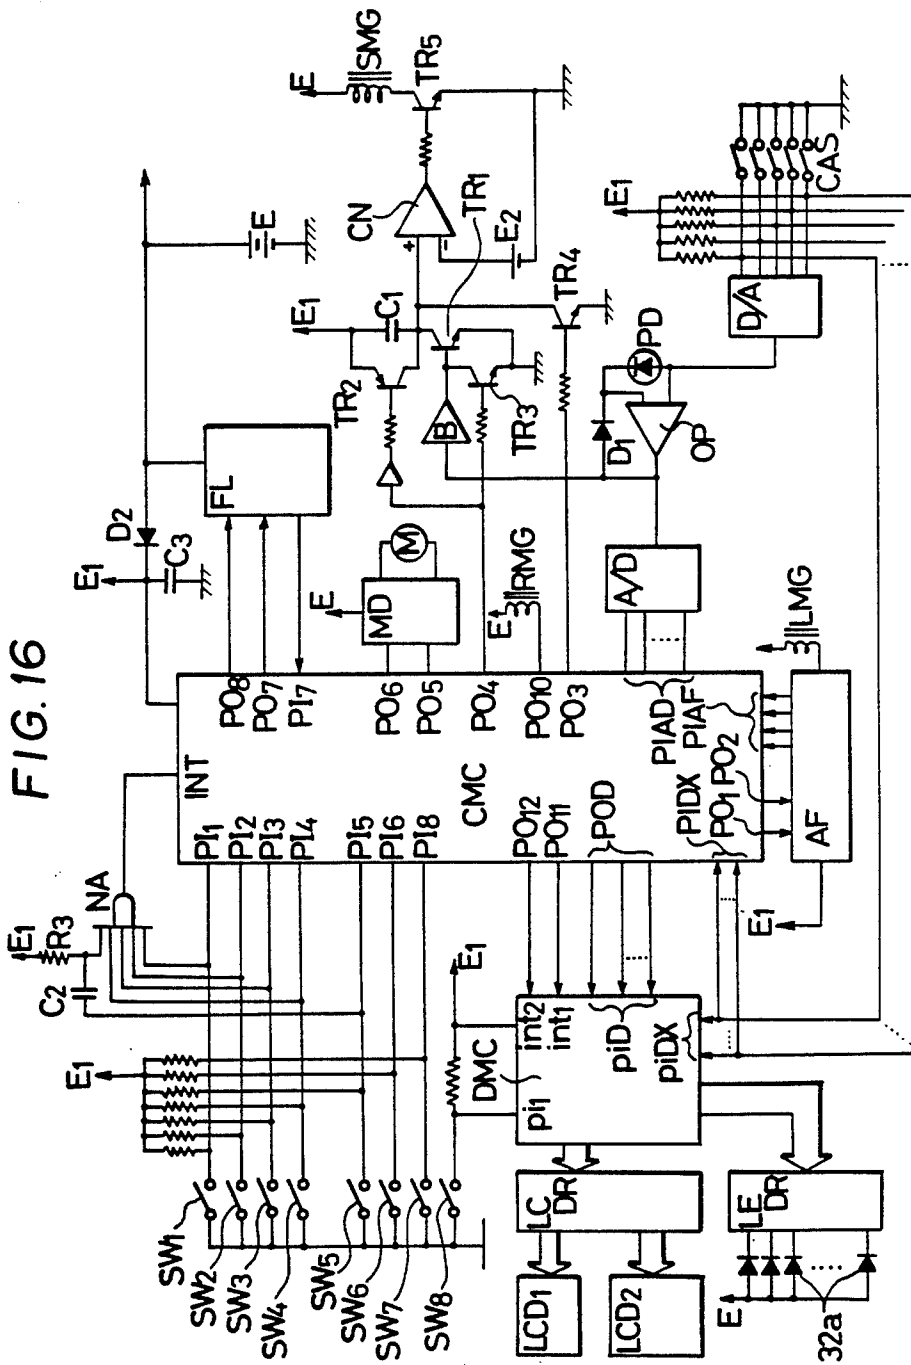 FIG. 16
E1
R3
NA
C2
E1
SW1
SW2
SW3
SW4
SW5
SW6
SW7
SW8
INT
PI1
PI2
PI3
PI4
PI5
PI6
PI8
CMC
PO8
PO7
PI7
PO6
PO5
PO4
PO10
PO3
PIAD
PIAF
PO12
PO11
POD
PIDX
PO1
PO2
E1
C3
D2
FL
E
E
MD
M
E
RMG
E1
TR2
C1
B
TR3
TR1
CN
+
−
E2
E
SMG
TR5
TR4
D1
PD
OP
A/D
D/A
E1
CAS
LMG
AF
E1
E1
DMC
int2
int1
pi1
piD
piDX
LC
DR
LCD1
LCD2
LE
DR
E
32a